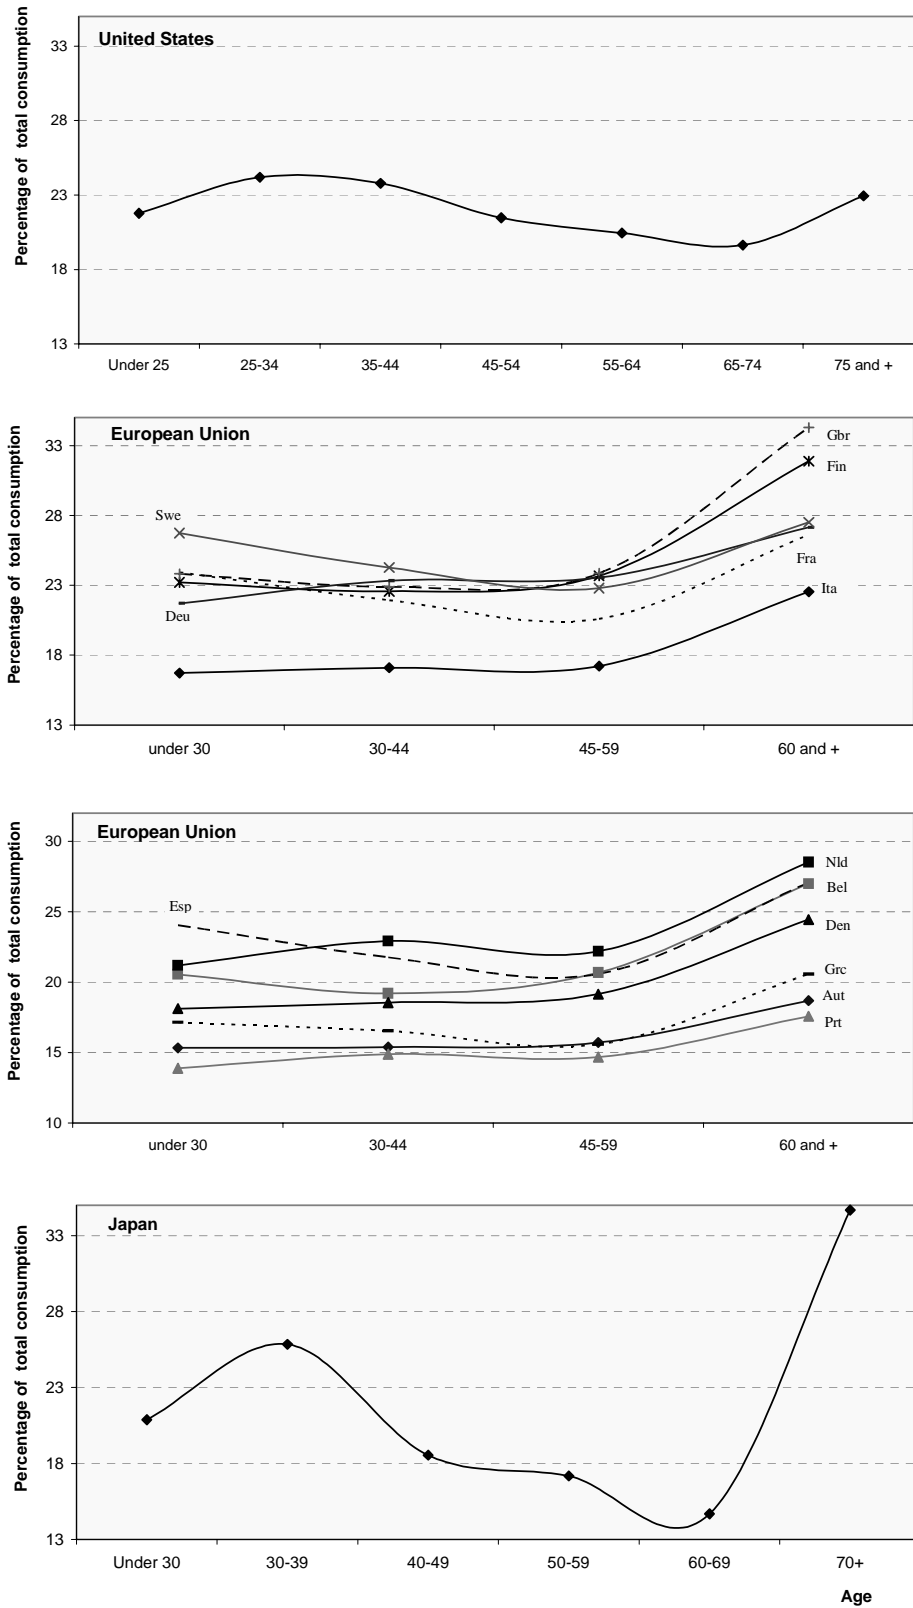 United States
Percentage of total consumption
33
28
23
18
13
Under 25 25-34 35-44 45-54 55-64 65-74 75 and +
European Union
Percentage of total consumption
33
28
23
18
13
Gbr
Fin
Swe
Fra
Ita
Deu
under 30 30-44 45-59 60 and +
European Union
Percentage of total consumption
30
25
20
15
10
Nld
Bel
Esp
Den
Grc
Aut
Prt
under 30 30-44 45-59 60 and +
Japan
Percentage of total consumption
33
28
23
18
13
Under 30 30-39 40-49 50-59 60-69 70+
Age